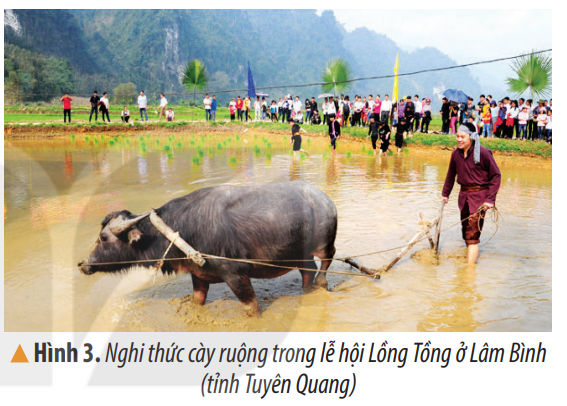 ▲ Hình 3. Nghi thức cày ruộng trong lễ hội Lồng Tồng ở Lâm Bình
(tỉnh Tuyên Quang)